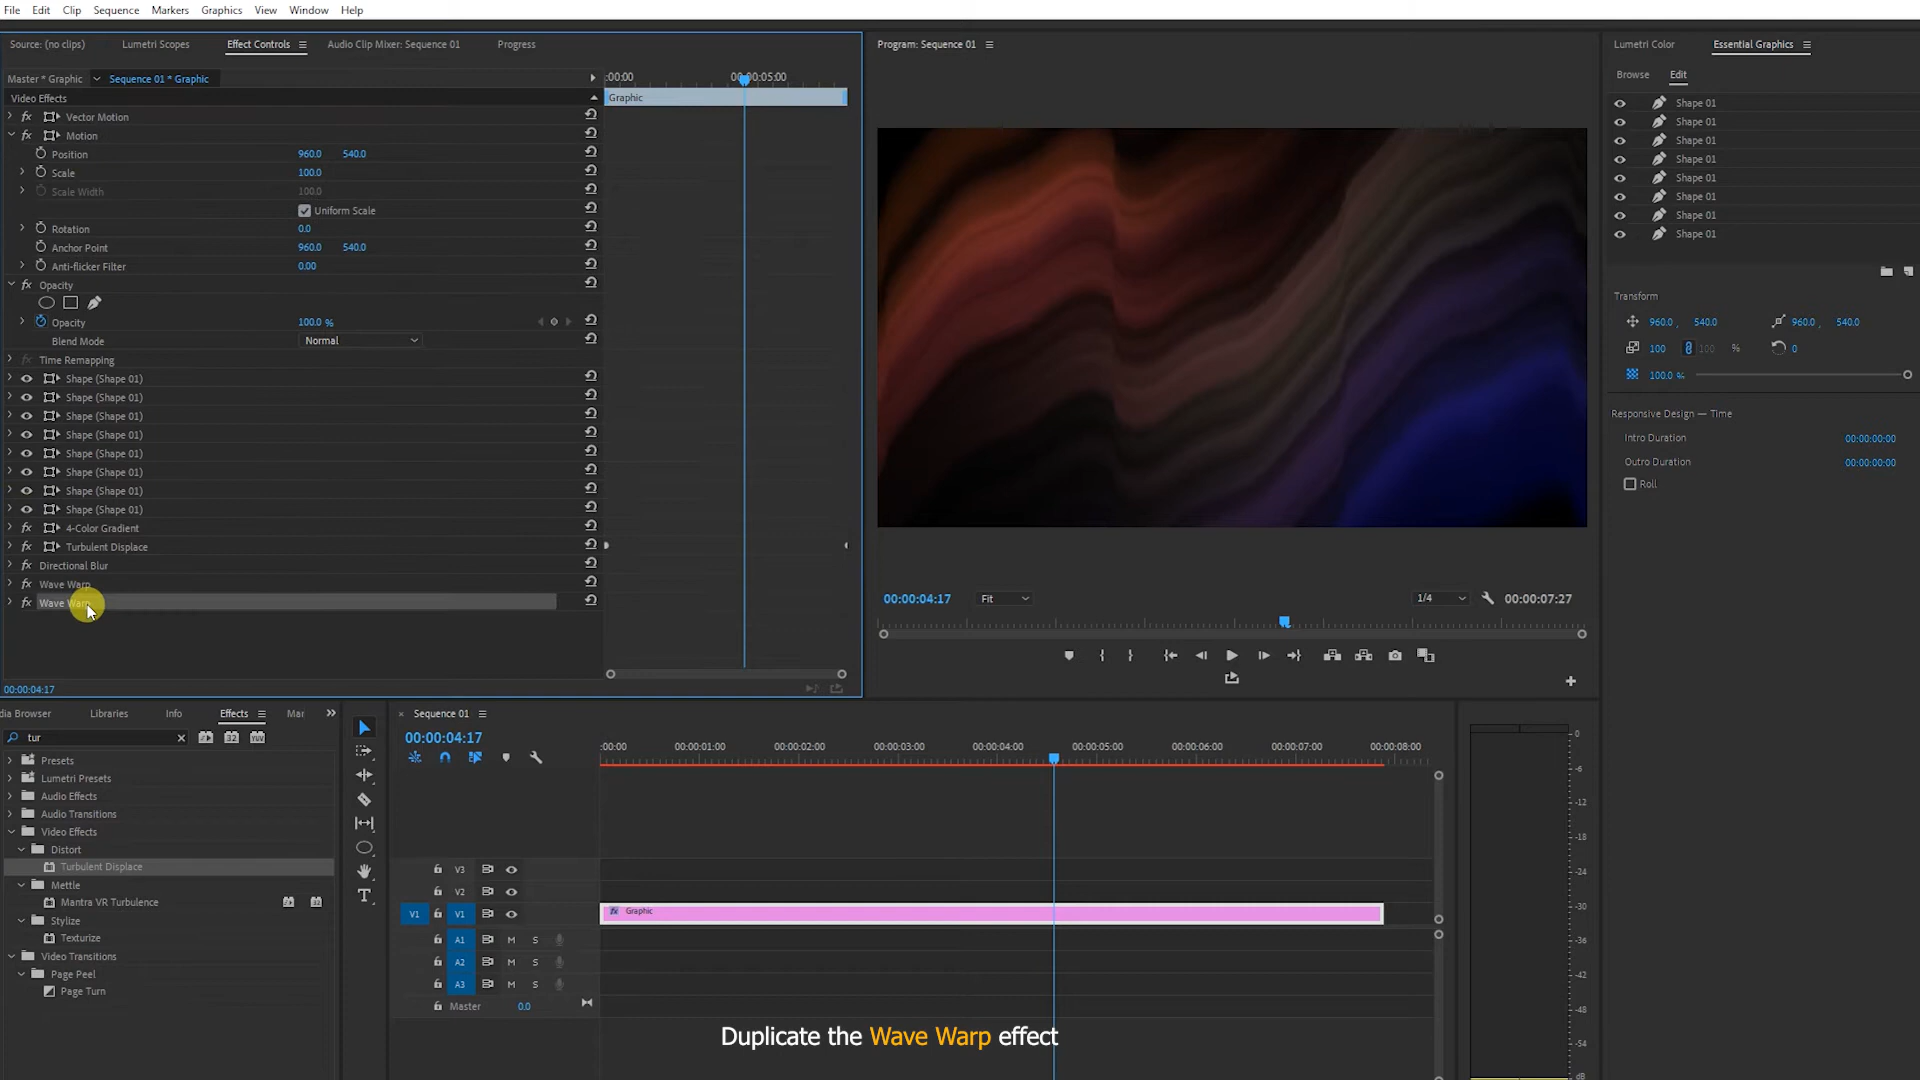 File Edit Clip Sequence Markers Graphics View Window Help
Source: (no clips) Lumetri Scopes Effect Controls Audio Clip Mixer: Sequence 01 Progress
Master * Graphic Sequence 01 * Graphic
:00:00 00:00:05:00
Video Effects
Graphic
fx Vector Motion
fx Motion
Position 960.0 540.0
Scale 100.0
Scale Width 100.0
Uniform Scale
Rotation 0.0
Anchor Point 960.0 540.0
Anti-flicker Filter 0.00
fx Opacity
Opacity 100.0 %
Blend Mode Normal
fx Time Remapping
Shape (Shape 01)
Shape (Shape 01)
Shape (Shape 01)
Shape (Shape 01)
Shape (Shape 01)
Shape (Shape 01)
Shape (Shape 01)
Shape (Shape 01)
fx 4-Color Gradient
fx Turbulent Displace
fx Directional Blur
fx Wave Warp
fx Wave Warp
00:00:04:17
Program: Sequence 01
00:00:04:17 Fit 1/4 00:00:07:27
Lumetri Color Essential Graphics
Browse Edit
Shape 01
Shape 01
Shape 01
Shape 01
Shape 01
Shape 01
Shape 01
Shape 01
Transform
960.0 , 540.0 960.0 , 540.0
100 100 % 0
100.0 %
Responsive Design — Time
Intro Duration 00:00:00:00
Outro Duration 00:00:00:00
Roll
dia Browser Libraries Info Effects Mar
tur
32 YUV
Presets
Lumetri Presets
Audio Effects
Audio Transitions
Video Effects
Distort
Turbulent Displace
Mettle
Mantra VR Turbulence
Stylize
Texturize
Video Transitions
Page Peel
Page Turn
Sequence 01
00:00:04:17
:00:00 00:00:01:00 00:00:02:00 00:00:03:00 00:00:04:00 00:00:05:00 00:00:06:00 00:00:07:00 00:00:08:00
V3
V2
V1 V1 fx Graphic
A1 M S
A2 M S
A3 M S
Master 0.0
0
-6
-12
-18
-24
-30
-36
-42
-48
-54
dB
Duplicate the Wave Warp effect